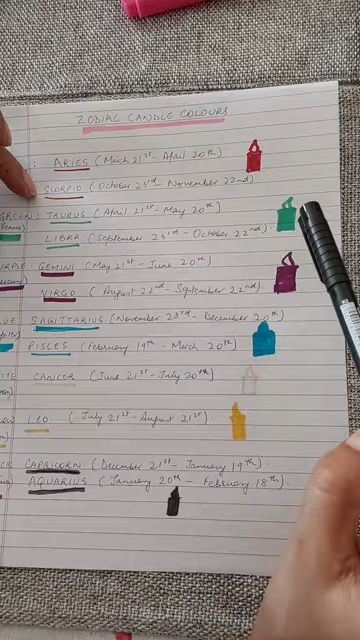 ZODIAC CANDLE COLOURS
: ARIES (March 21st - April 20th)
SCORPIO (October 23rd - November 22nd)
GREEN : TAURUS (April 21st - May 20th)
LIBRA (September 23rd - October 22nd)
GEMINI (May 21st - June 20th)
VIRGO (August 22nd - September 22nd)
SAGITTARIUS (November 23rd - December 20th)
PISCES (February 19th - March 20th)
CANCER (June 21st - July 20th)
LEO (July 21st - August 21st)
CAPRICORN (December 21st - January 19th)
AQUARIUS (January 20th - February 18th)